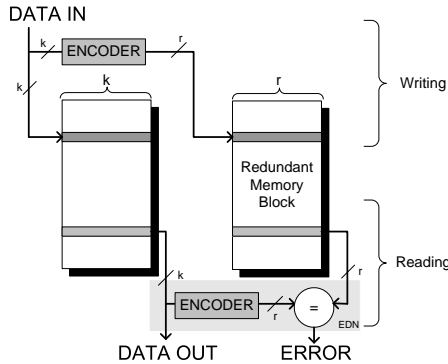 DATA IN
k
ENCODER
r
k
k
r
Writing
Redundant
Memory
Block
k
r
Reading
ENCODER
r
=
EDN
DATA OUT
ERROR